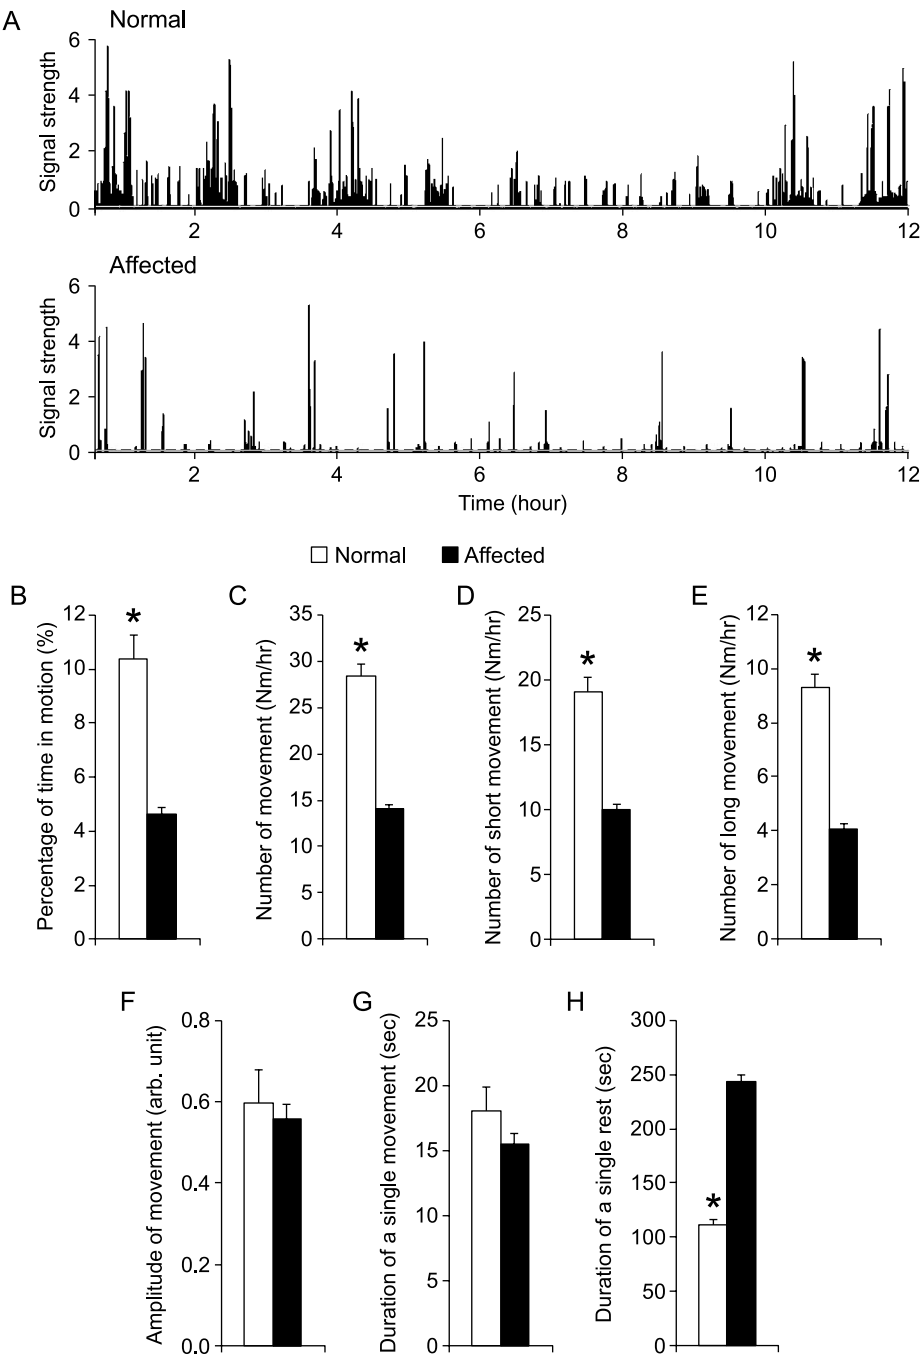 A
Normal
Signal strength
6
4
2
0
2 4 6 8 10 12
Affected
Signal strength
6
4
2
0
2 4 6 8 10 12
Time (hour)
Normal Affected
B
Percentage of time in motion (%)
12
10
8
6
4
2
0
*
C
Number of movement (Nm/hr)
35
30
25
20
15
10
5
0
*
D
Number of short movement (Nm/hr)
25
20
15
10
5
0
*
E
Number of long movement (Nm/hr)
12
10
8
6
4
2
0
*
F
Amplitude of movement (arb. unit)
0.8
0.6
0.4
0.2
0.0
G
Duration of a single movement (sec)
25
20
15
10
5
0
H
Duration of a single rest (sec)
300
250
200
150
100
50
0
*